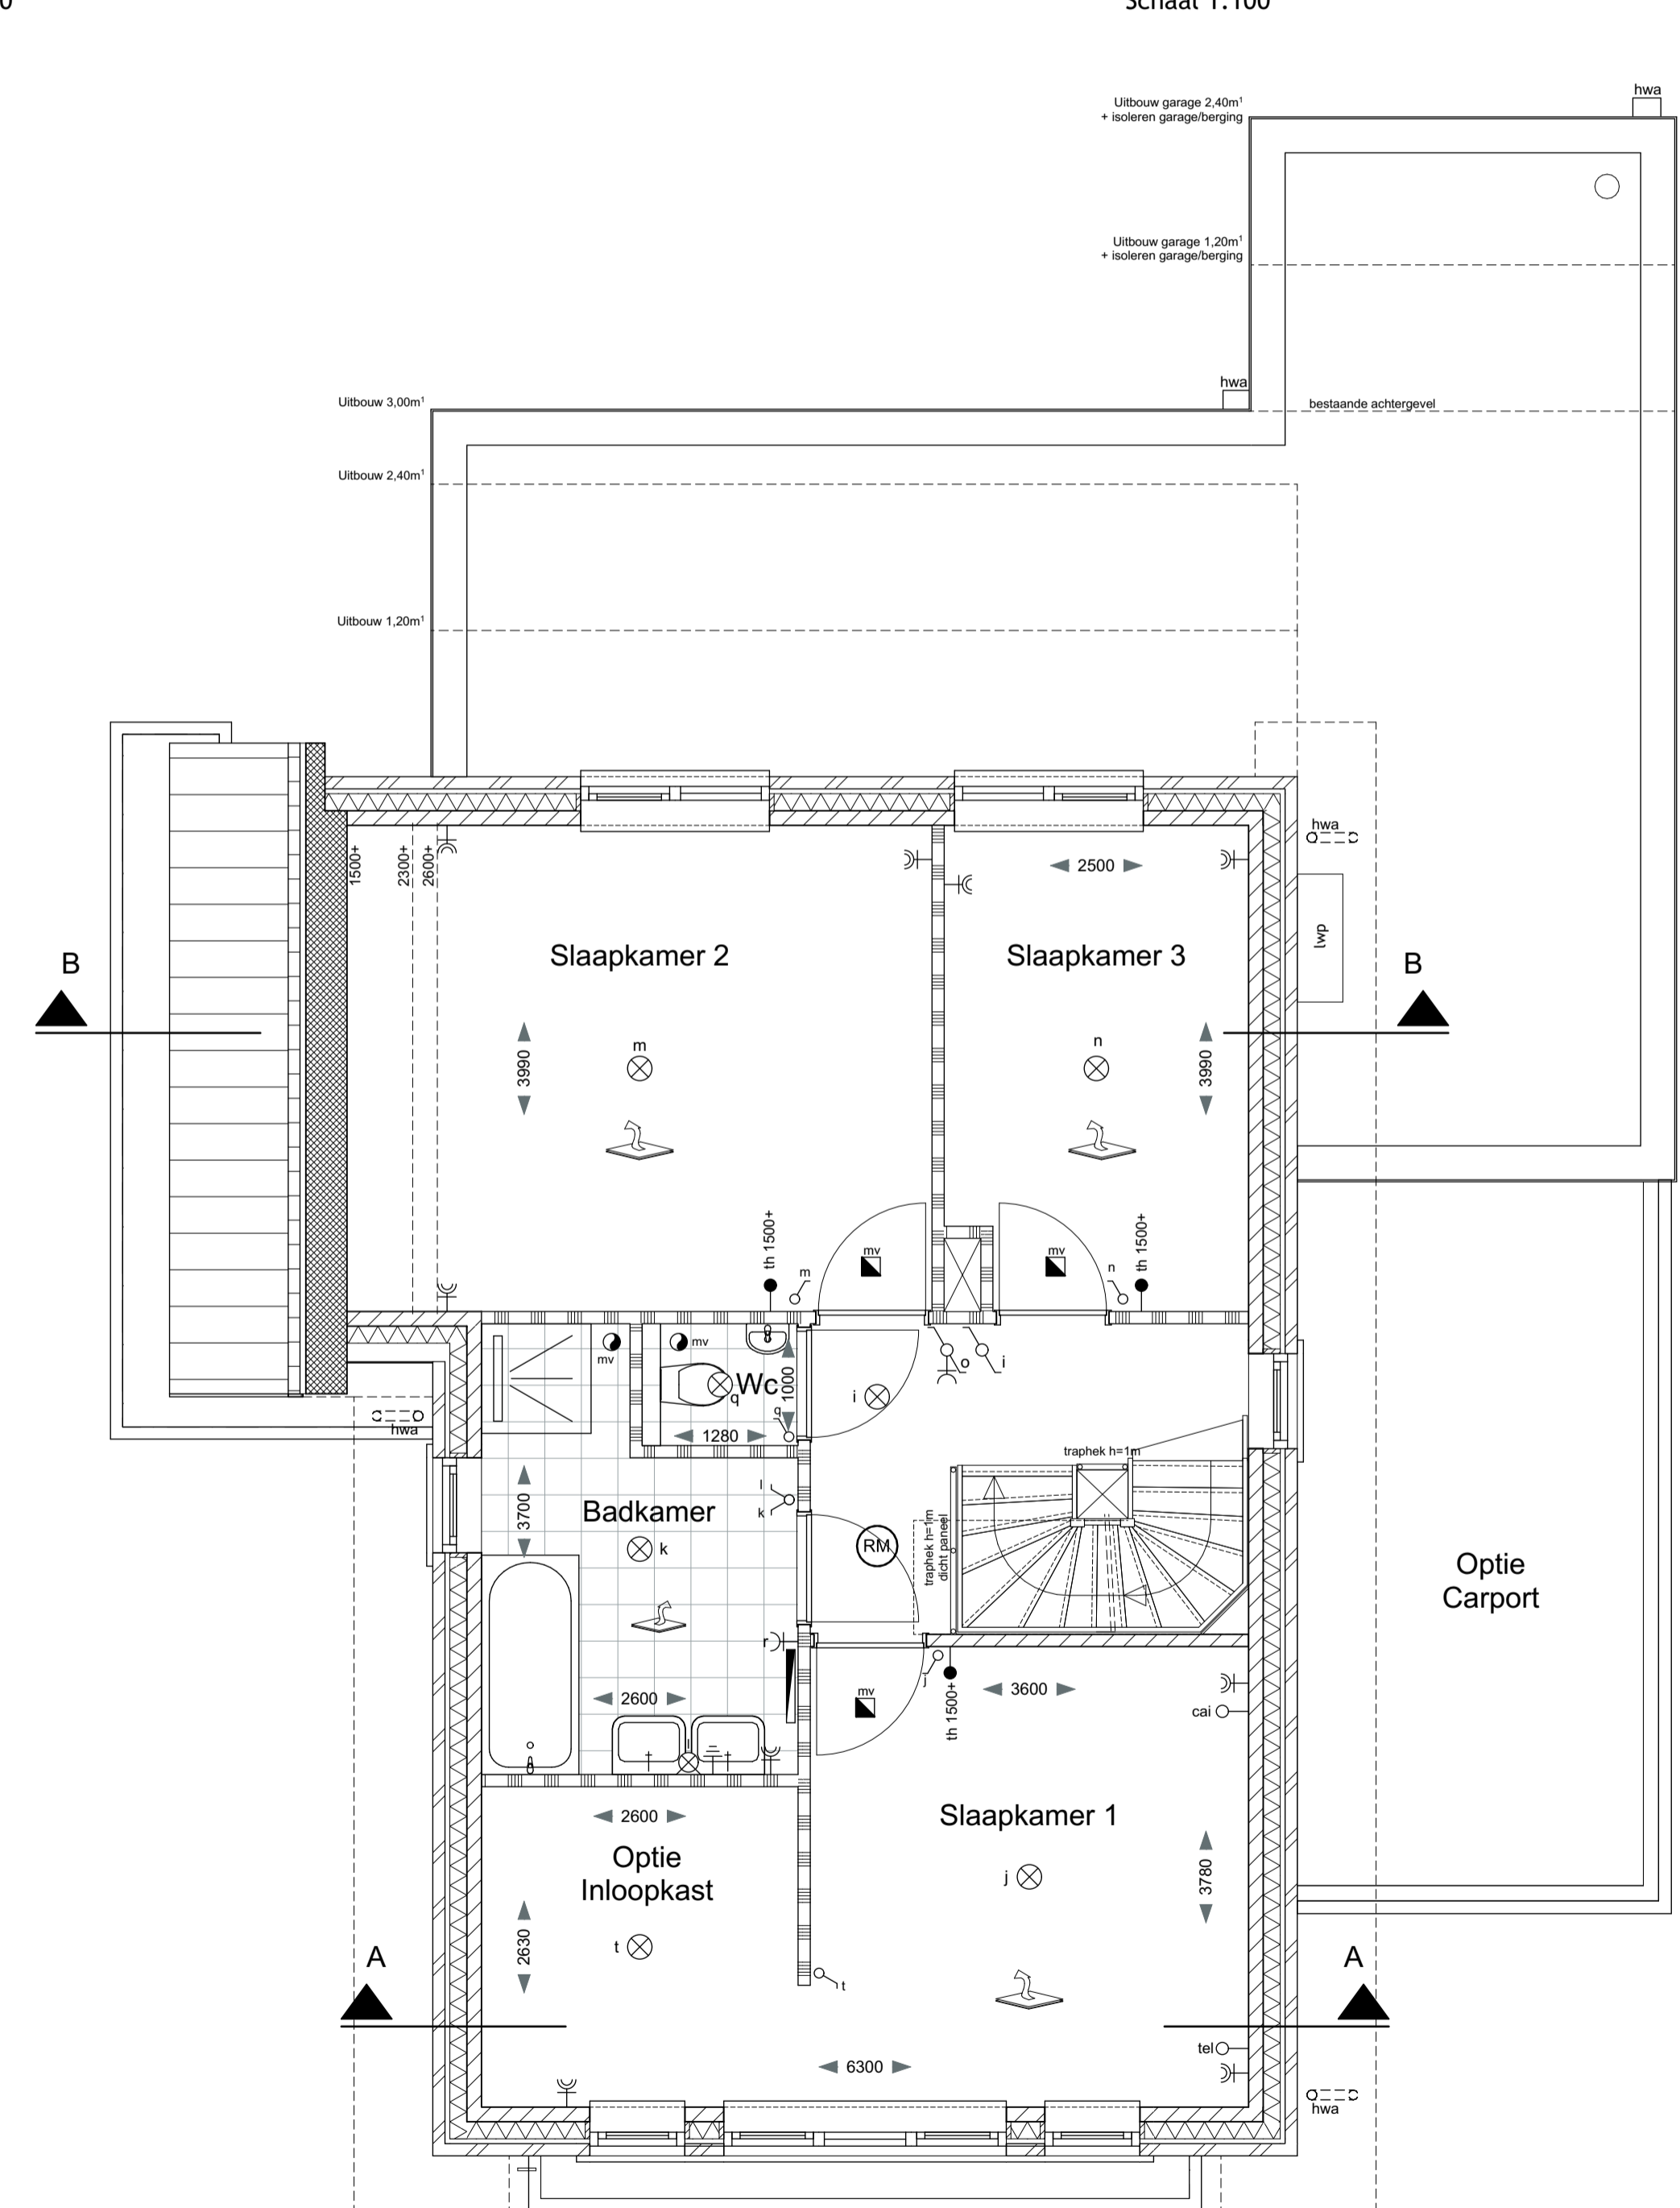 Schaal 1:100
hwa
Uitbouw garage 2,40m¹
+ isoleren garage/berging
Uitbouw garage 1,20m¹
+ isoleren garage/berging
hwa
Uitbouw 3,00m¹
bestaande achtergevel
Uitbouw 2,40m¹
Uitbouw 1,20m¹
hwa
1500+
2300+
2600+
2500
lwp
Slaapkamer 2
Slaapkamer 3
B
B
m
n
3990
3990
th 1500+
m
mv
mv
n
th 1500+
mv
mv
Wc
q
q
1000
1280
i
o
i
hwa
traphek h=1m
3700
Badkamer
l
k
k
RM
traphek h=1m
dicht paneel
Optie
Carport
r
j
2600
mv
th 1500+
3600
cai
l
2600
Slaapkamer 1
Optie
Inloopkast
j
3780
2630
t
t
A
A
tel
6300
hwa